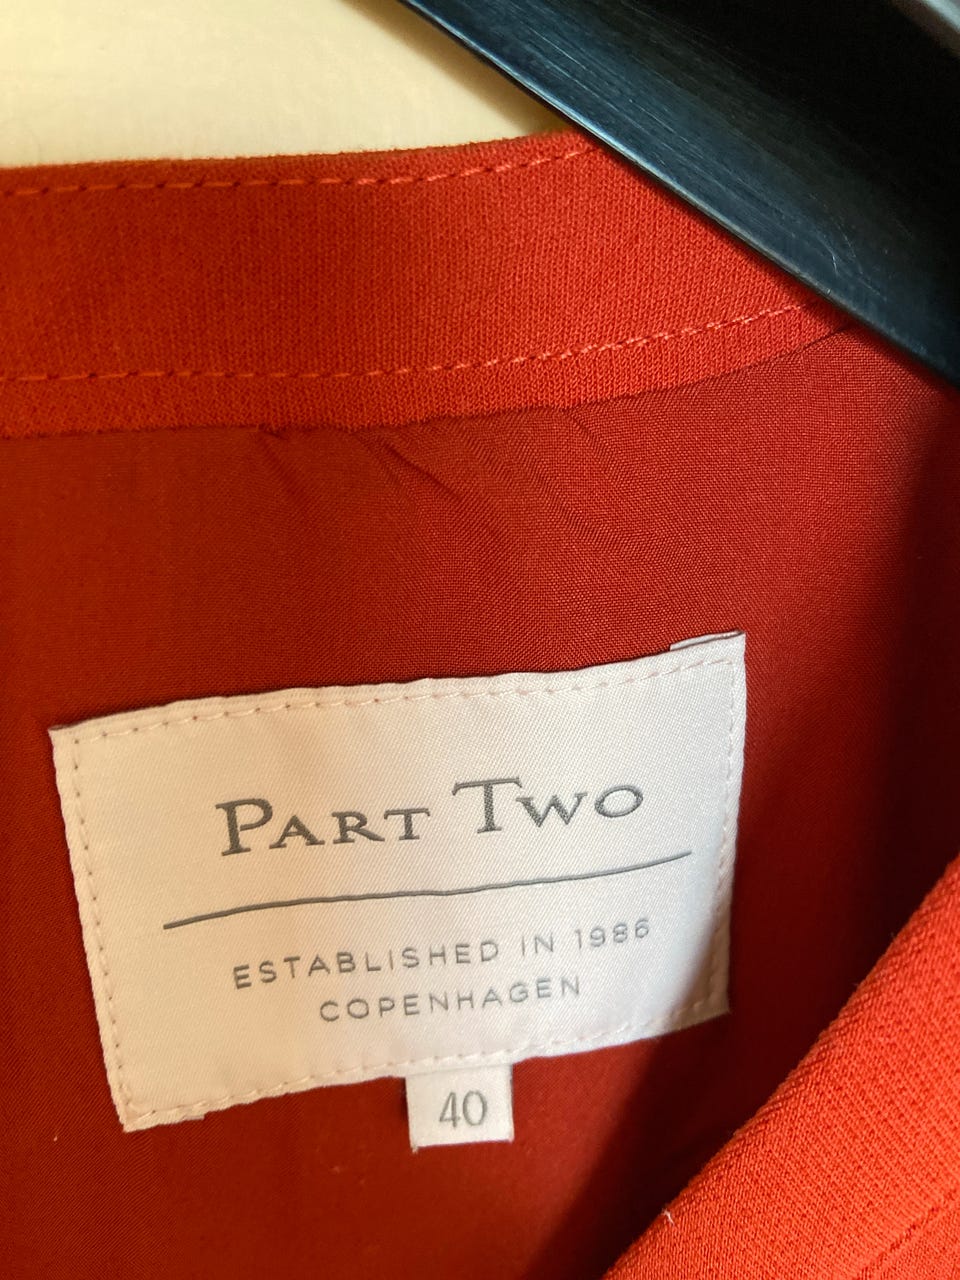 PART TWO
ESTABLISHED IN 1986
COPENHAGEN
40